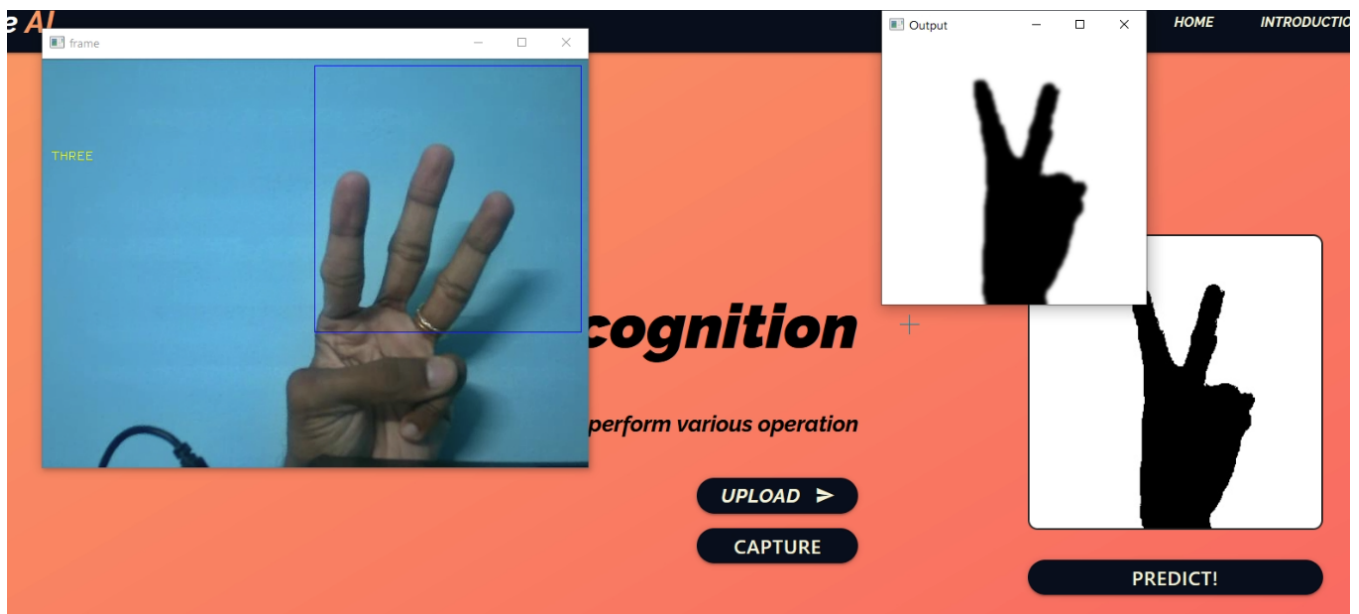 e AI
frame
Output
HOME
INTRODUCTIO
THREE
cognition
perform various operation
UPLOAD
CAPTURE
PREDICT!